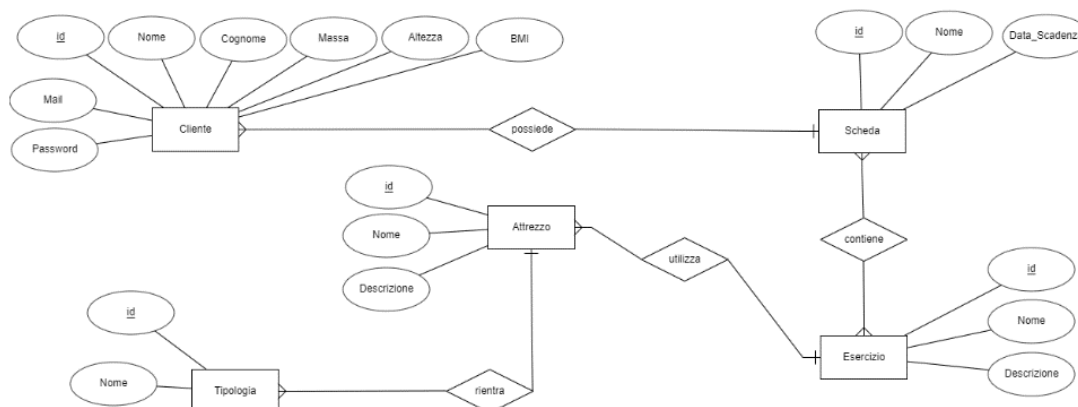 id
Nome
Cognome
Massa
Altezza
BMI
Mail
Password
Cliente
possiede
id
Nome
Data_Scadenz
Scheda
id
Nome
Descrizione
Attrezzo
utilizza
contiene
id
Nome
Descrizione
Esercizio
id
Nome
Tipologia
rientra